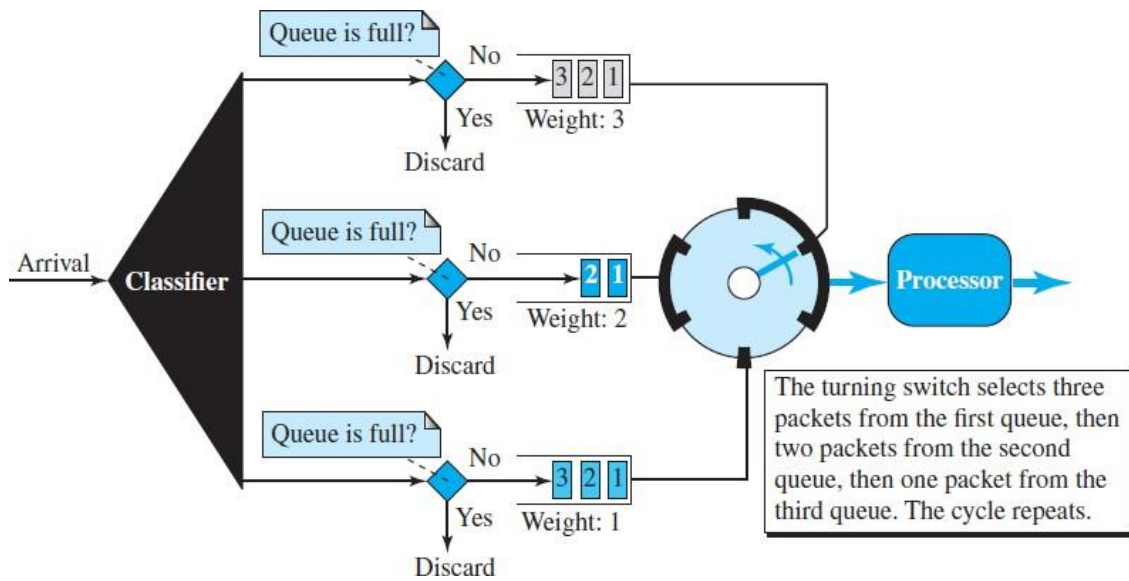 Queue is full?
No
3 2 1
Yes
Weight: 3
Discard
Queue is full?
Arrival
Classifier
No
2 1
Yes
Weight: 2
Discard
Processor
Queue is full?
No
3 2 1
Yes
Weight: 1
Discard
The turning switch selects three
packets from the first queue, then
two packets from the second
queue, then one packet from the
third queue. The cycle repeats.